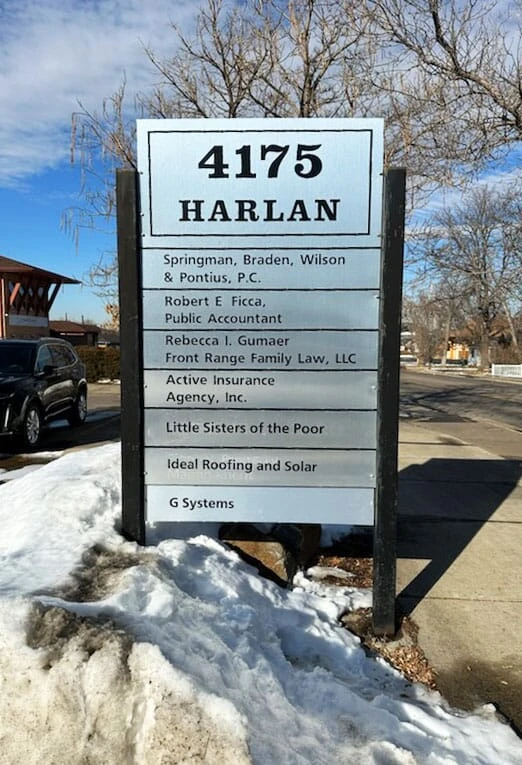 4175
HARLAN
Springman, Braden, Wilson
& Pontius, P.C.
Robert E Ficca,
Public Accountant
Rebecca I. Gumaer
Front Range Family Law, LLC
Active Insurance
Agency, Inc.
Little Sisters of the Poor
Ideal Roofing and Solar
G Systems